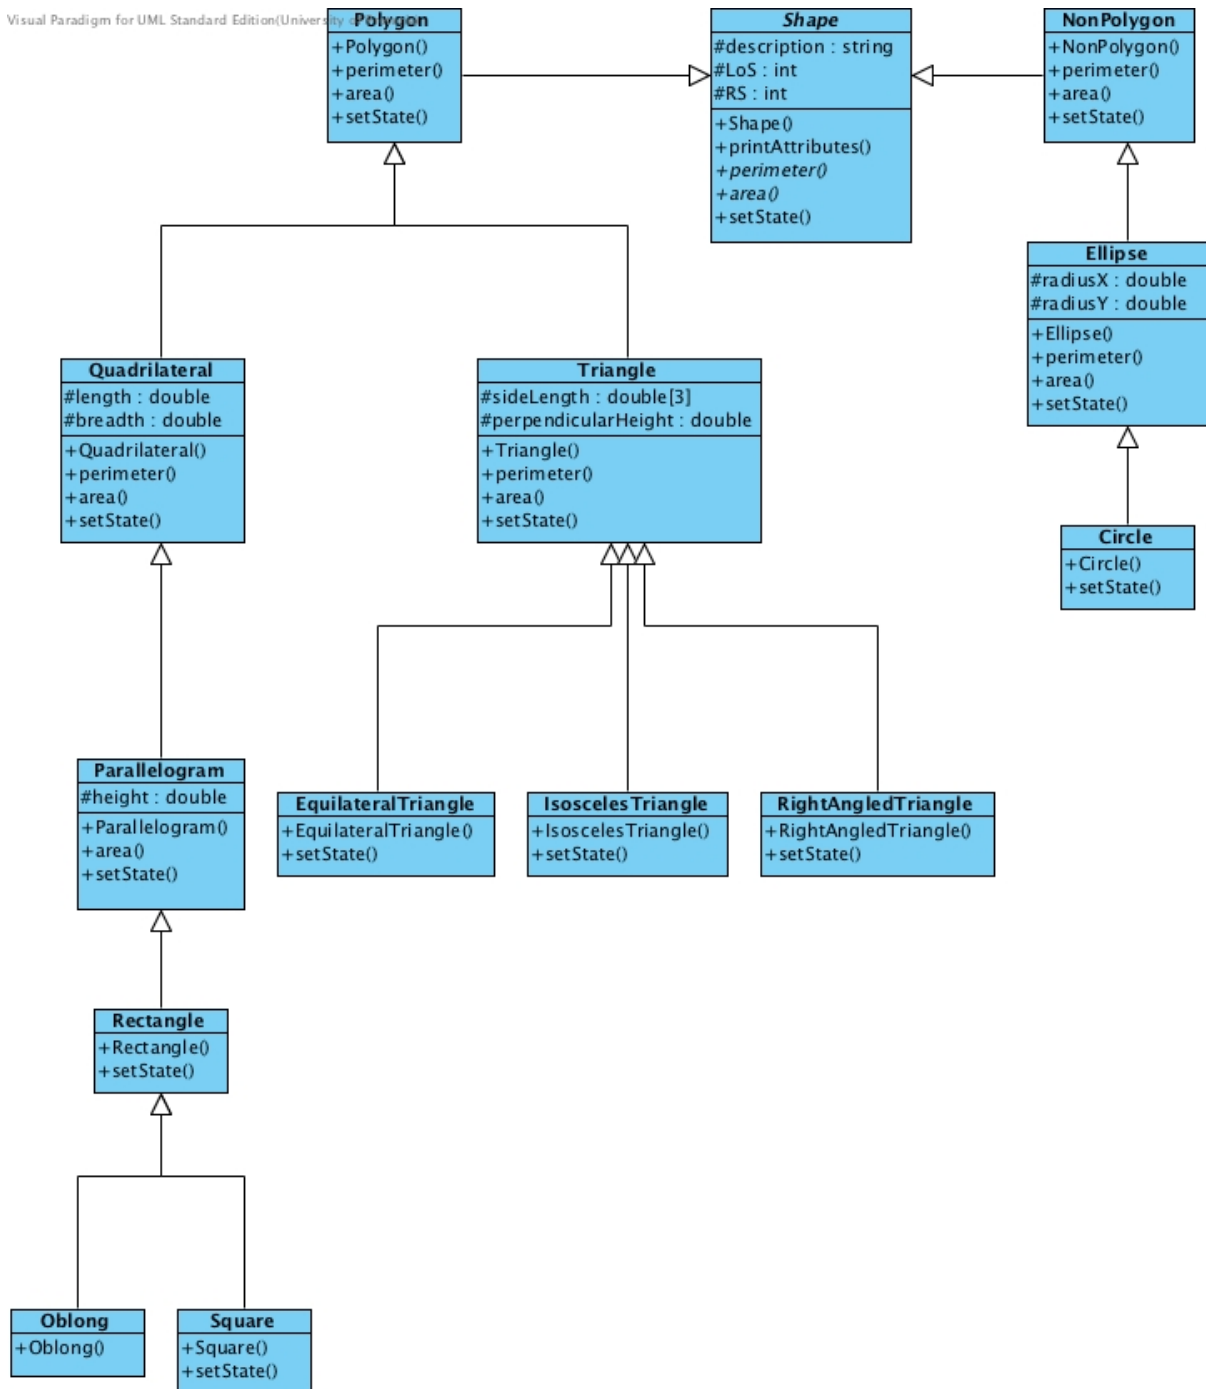 Visual Paradigm for UML Standard Edition(University of
Polygon
+Polygon()
+perimeter()
+area()
+setState()
Shape
#description : string
#LoS : int
#RS : int
+Shape()
+printAttributes()
+perimeter()
+area()
+setState()
NonPolygon
+NonPolygon()
+perimeter()
+area()
+setState()
Ellipse
#radiusX : double
#radiusY : double
+Ellipse()
+perimeter()
+area()
+setState()
Quadrilateral
#length : double
#breadth : double
+Quadrilateral()
+perimeter()
+area()
+setState()
Triangle
#sideLength : double[3]
#perpendicularHeight : double
+Triangle()
+perimeter()
+area()
+setState()
Circle
+Circle()
+setState()
Parallelogram
#height : double
+Parallelogram()
+area()
+setState()
EquilateralTriangle
+EquilateralTriangle()
+setState()
IsoscelesTriangle
+IsoscelesTriangle()
+setState()
RightAngledTriangle
+RightAngledTriangle()
+setState()
Rectangle
+Rectangle()
+setState()
Oblong
+Oblong()
Square
+Square()
+setState()